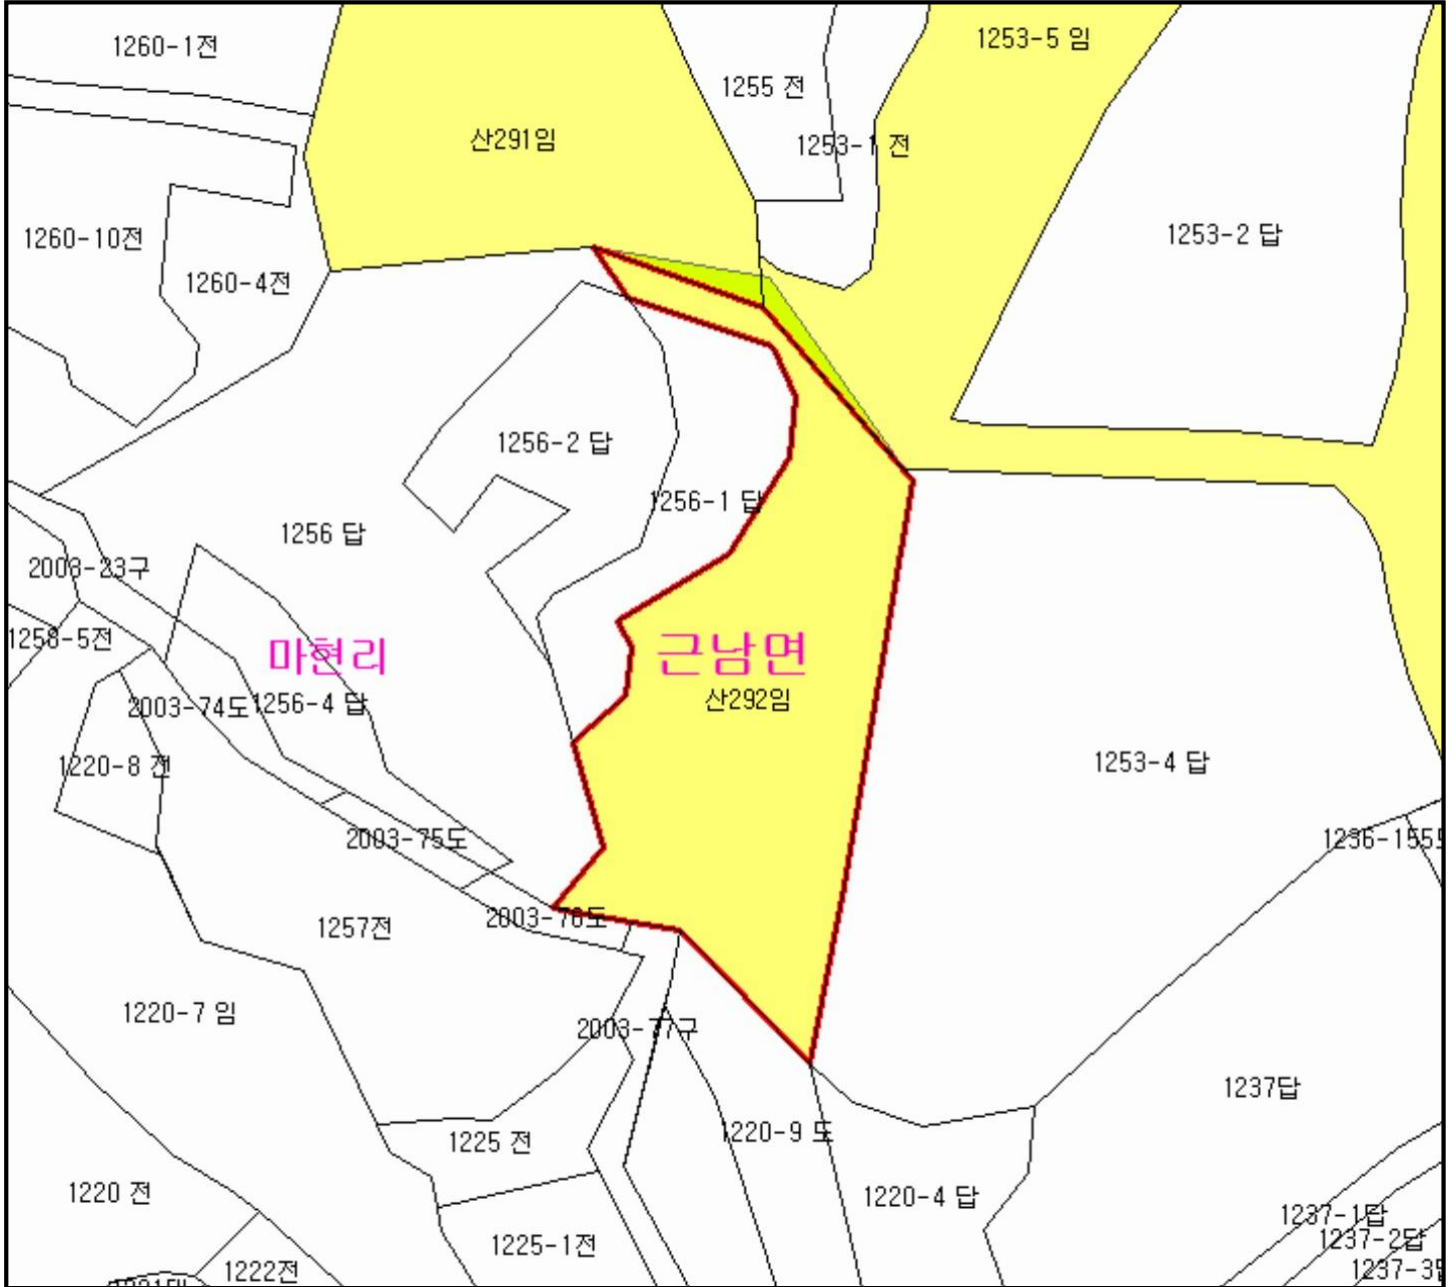 1260-1전
1253-5 임
1255 전
산291임
1253-1 전
1260-10전
1253-2 답
1260-4전
1256-2 답
1256-1 답
1256 답
2003-23구
1258-5전
마현리
근남면
산292임
2003-74도
1256-4 답
1220-8 전
1253-4 답
2003-75도
2003-76도
1257전
1220-7 임
2003-77구
1237답
1220-9 도
1225 전
1220 전
1220-4 답
1237-1답
1225-1전
1237-2답
1222전